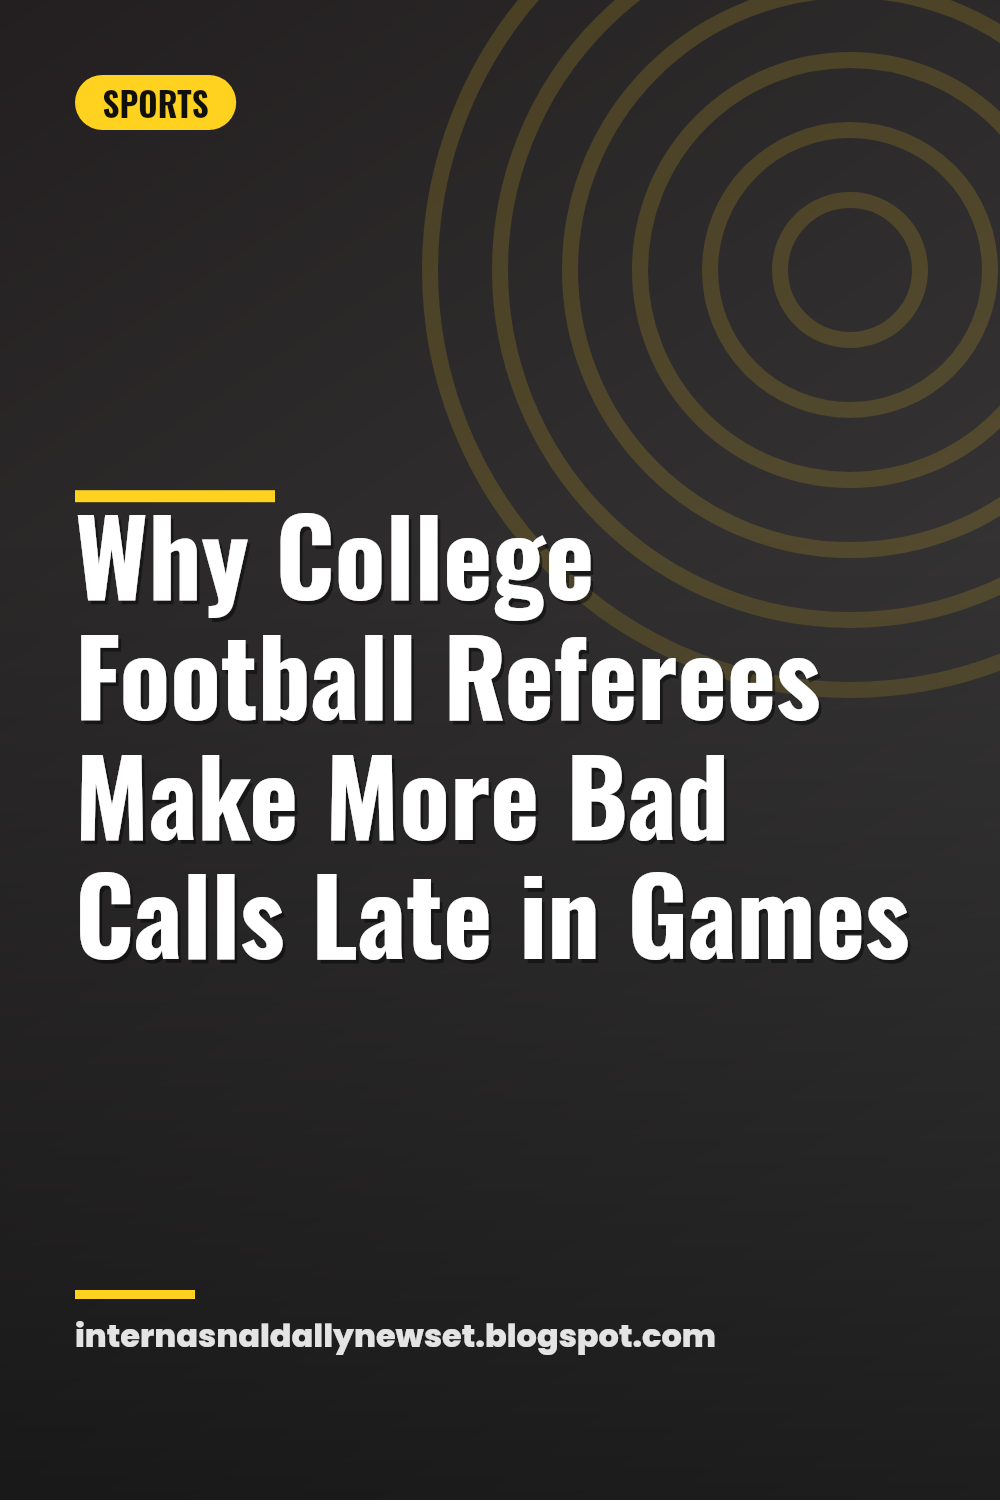 SPORTS
Why College
Football Referees
Make More Bad
Calls Late in Games
internasnaldallynewset.blogspot.com